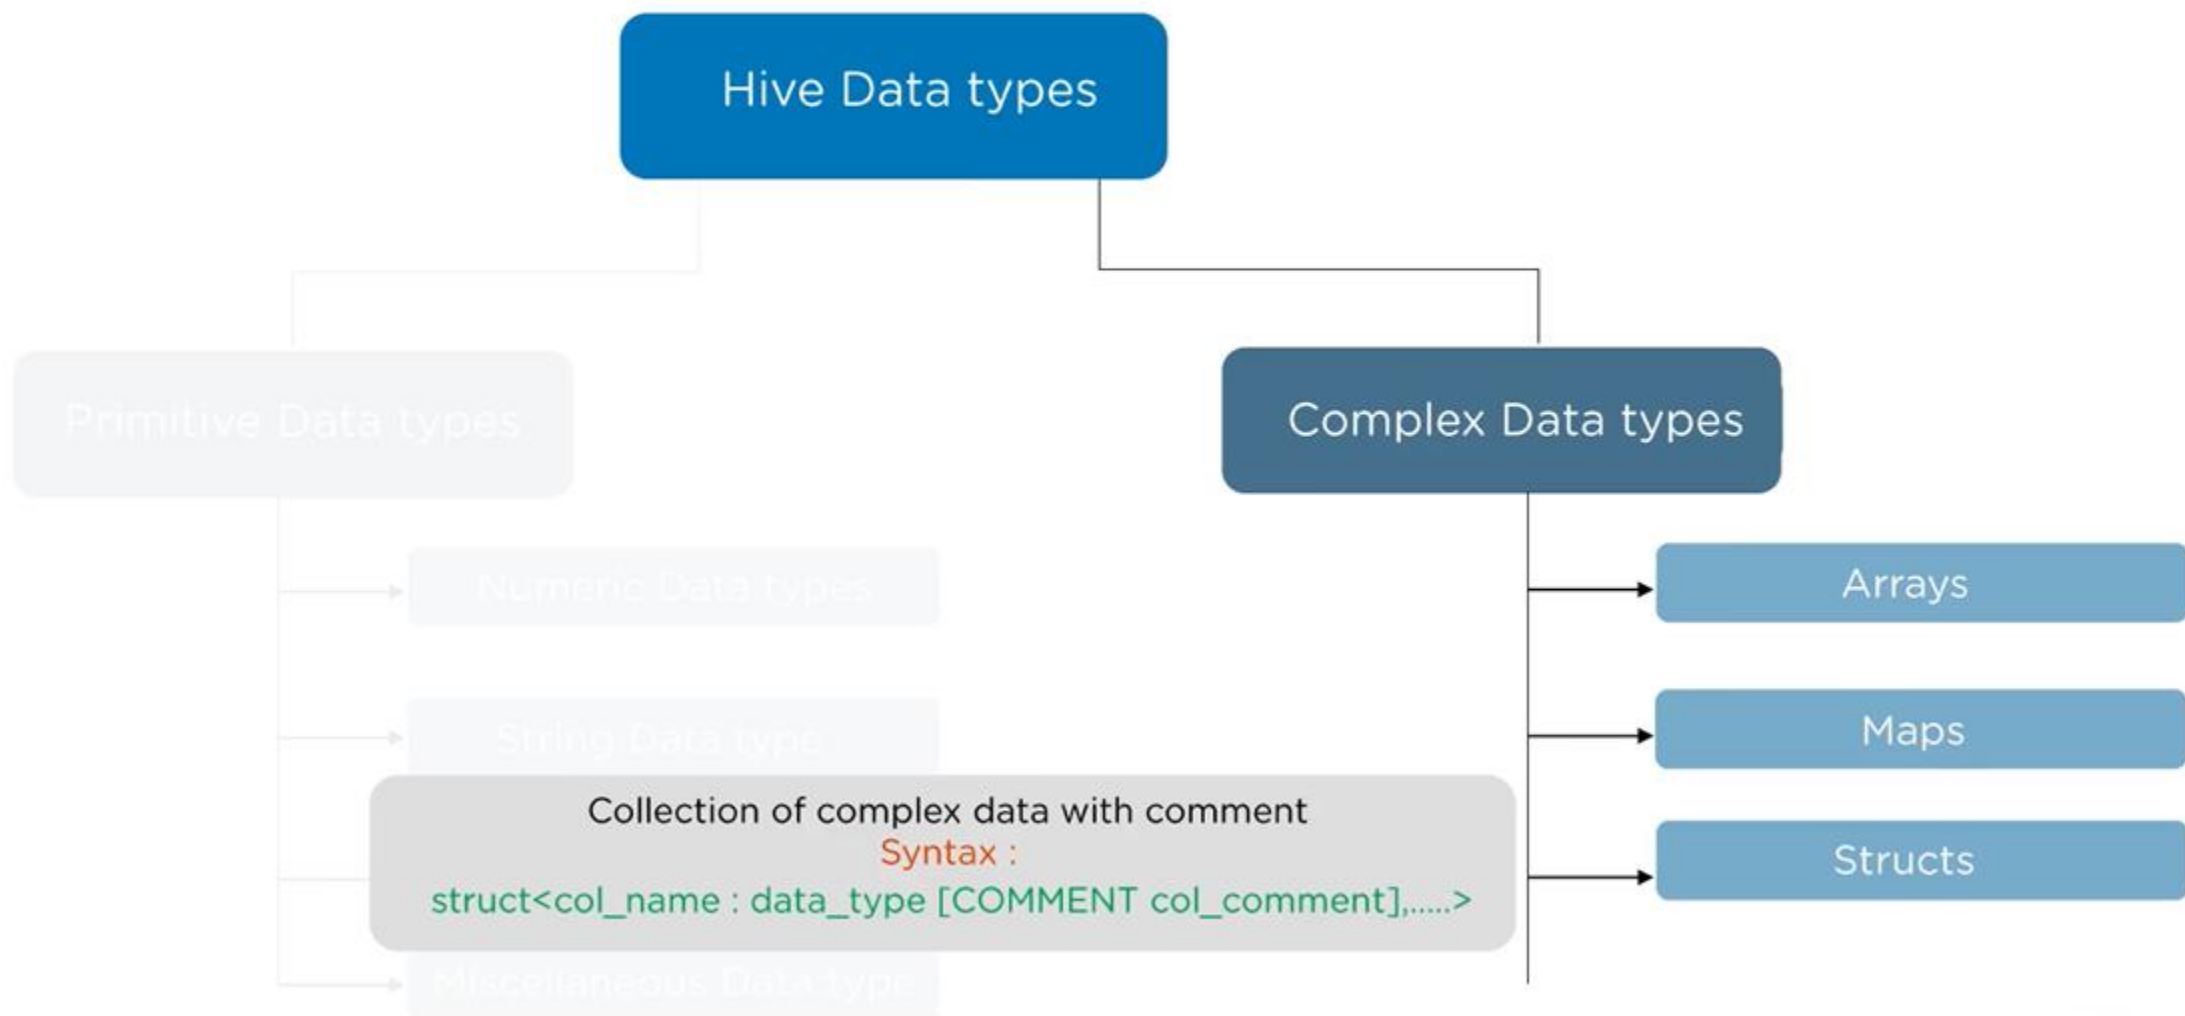 Hive Data types
Primitive Data types
Complex Data types
Numeric Data types
Arrays
String Data type
Maps
Collection of complex data with comment
Syntax :
struct<col_name : data_type [COMMENT col_comment],.....>
Structs
Miscellaneous Data type